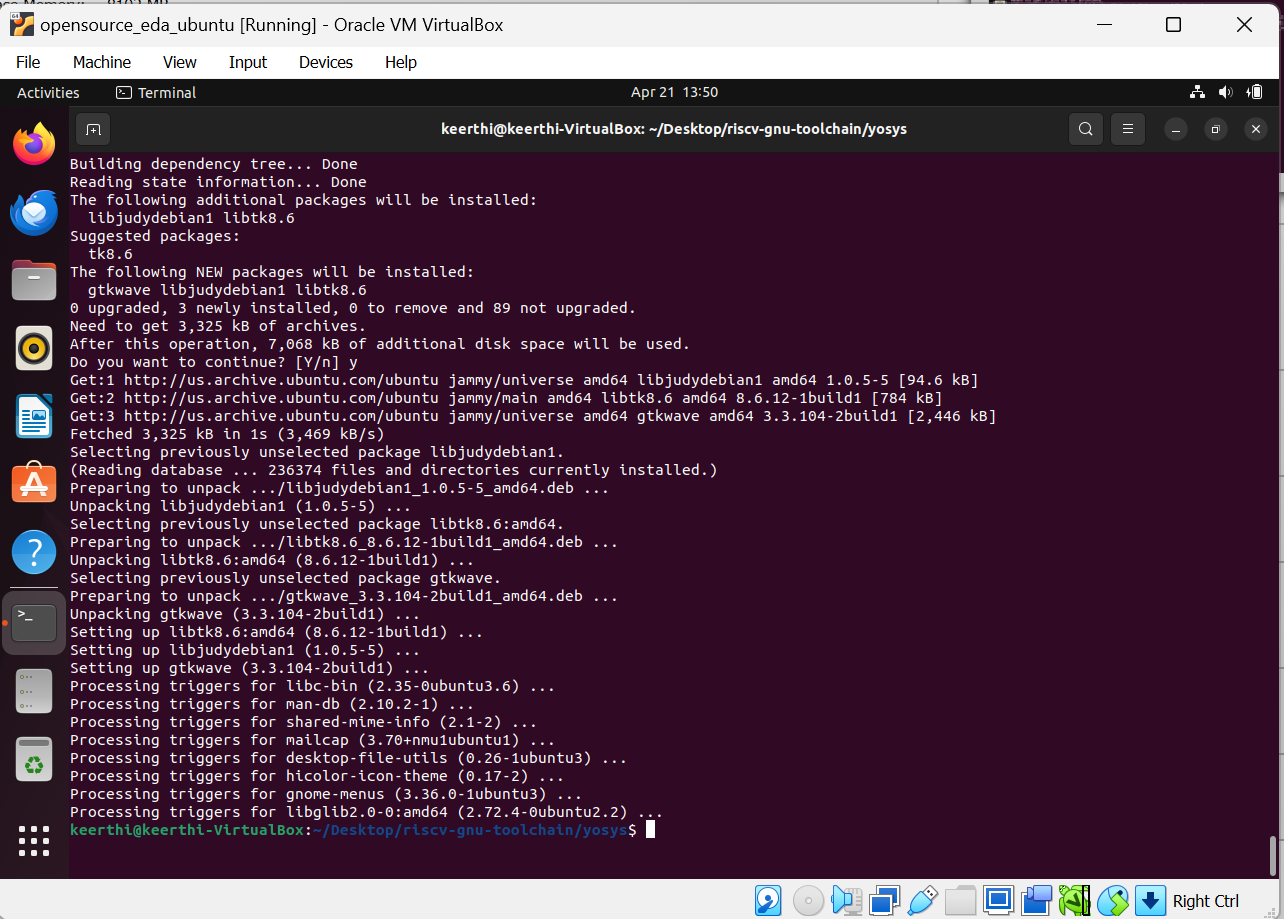 opensource_eda_ubuntu [Running] - Oracle VM VirtualBox
File Machine View Input Devices Help
Activities Terminal Apr 21 13:50
keerthi@keerthi-VirtualBox: ~/Desktop/riscv-gnu-toolchain/yosys
Building dependency tree... Done
Reading state information... Done
The following additional packages will be installed:
  libjudydebian1 libtk8.6
Suggested packages:
  tk8.6
The following NEW packages will be installed:
  gtkwave libjudydebian1 libtk8.6
0 upgraded, 3 newly installed, 0 to remove and 89 not upgraded.
Need to get 3,325 kB of archives.
After this operation, 7,068 kB of additional disk space will be used.
Do you want to continue? [Y/n] y
Get:1 http://us.archive.ubuntu.com/ubuntu jammy/universe amd64 libjudydebian1 amd64 1.0.5-5 [94.6 kB]
Get:2 http://us.archive.ubuntu.com/ubuntu jammy/main amd64 libtk8.6 amd64 8.6.12-1build1 [784 kB]
Get:3 http://us.archive.ubuntu.com/ubuntu jammy/universe amd64 gtkwave amd64 3.3.104-2build1 [2,446 kB]
Fetched 3,325 kB in 1s (3,469 kB/s)
Selecting previously unselected package libjudydebian1.
(Reading database ... 236374 files and directories currently installed.)
Preparing to unpack .../libjudydebian1_1.0.5-5_amd64.deb ...
Unpacking libjudydebian1 (1.0.5-5) ...
Selecting previously unselected package libtk8.6:amd64.
Preparing to unpack .../libtk8.6_8.6.12-1build1_amd64.deb ...
Unpacking libtk8.6:amd64 (8.6.12-1build1) ...
Selecting previously unselected package gtkwave.
Preparing to unpack .../gtkwave_3.3.104-2build1_amd64.deb ...
Unpacking gtkwave (3.3.104-2build1) ...
Setting up libtk8.6:amd64 (8.6.12-1build1) ...
Setting up libjudydebian1 (1.0.5-5) ...
Setting up gtkwave (3.3.104-2build1) ...
Processing triggers for libc-bin (2.35-0ubuntu3.6) ...
Processing triggers for man-db (2.10.2-1) ...
Processing triggers for shared-mime-info (2.1-2) ...
Processing triggers for mailcap (3.70+nmu1ubuntu1) ...
Processing triggers for desktop-file-utils (0.26-1ubuntu3) ...
Processing triggers for hicolor-icon-theme (0.17-2) ...
Processing triggers for gnome-menus (3.36.0-1ubuntu3) ...
Processing triggers for libglib2.0-0:amd64 (2.72.4-0ubuntu2.2) ...
keerthi@keerthi-VirtualBox:~/Desktop/riscv-gnu-toolchain/yosys$
Right Ctrl